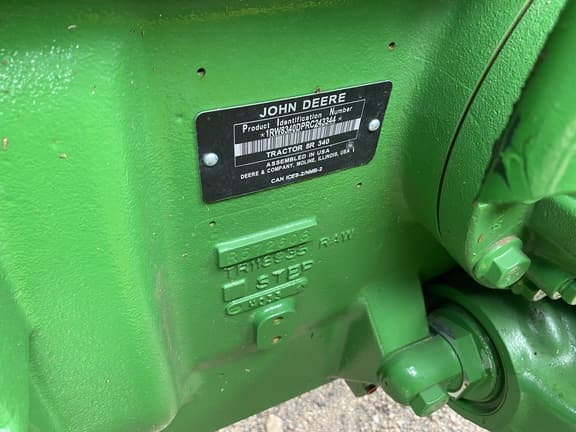 JOHN DEERE
Product Identification Number
*1RW8340DPRC243344*
TRACTOR 8R 340
ASSEMBLED IN USA
DEERE & COMPANY, MOLINE, ILLINOIS, USA
CAN ICES-2/NMB-2
RAW
STEP